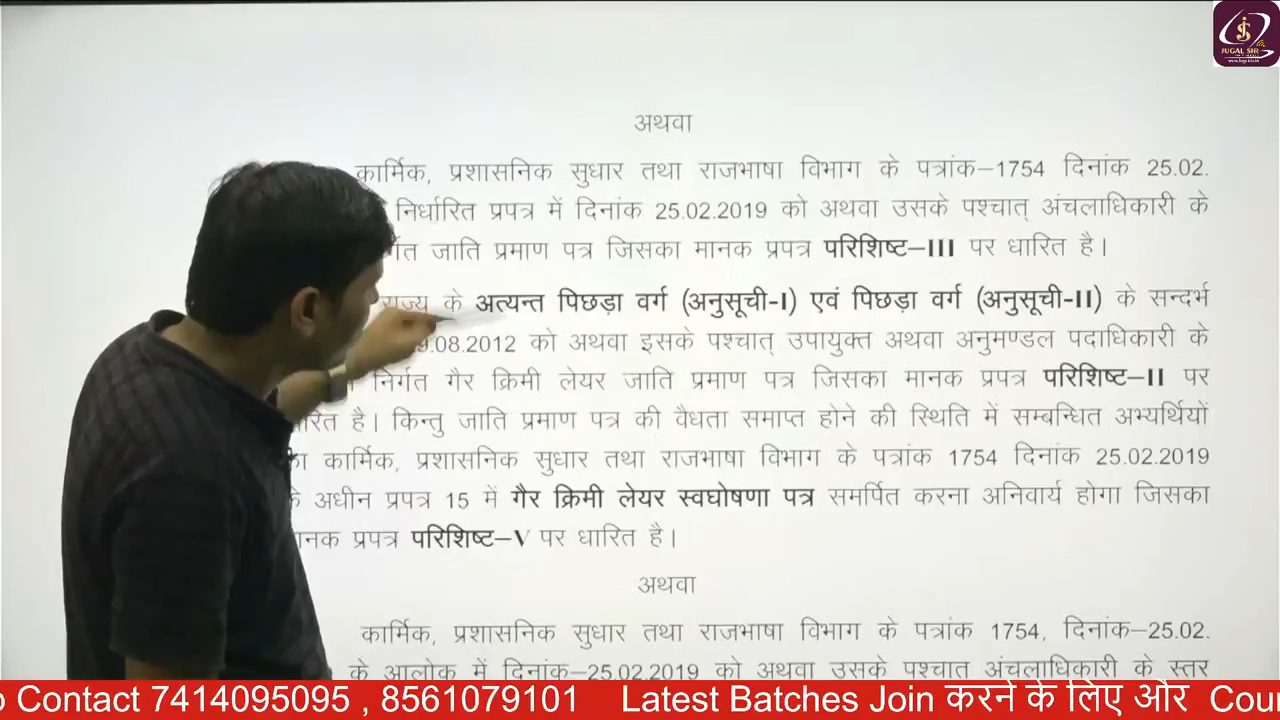 JUGAL SIR
अथवा
कार्मिक, प्रशासनिक सुधार तथा राजभाषा विभाग के पत्रांक–1754 दिनांक 25.02.
निर्धारित प्रपत्र में दिनांक 25.02.2019 को अथवा उसके पश्चात् अंचलाधिकारी के
र्गत जाति प्रमाण पत्र जिसका मानक प्रपत्र परिशिष्ट–III पर धारित है।
राज्य के अत्यन्त पिछड़ा वर्ग (अनुसूची-I) एवं पिछड़ा वर्ग (अनुसूची-II) के सन्दर्भ
9.08.2012 को अथवा इसके पश्चात् उपायुक्त अथवा अनुमण्डल पदाधिकारी के
निर्गत गैर क्रिमी लेयर जाति प्रमाण पत्र जिसका मानक प्रपत्र परिशिष्ट–II पर
रित है। किन्तु जाति प्रमाण पत्र की वैधता समाप्त होने की स्थिति में सम्बन्धित अभ्यर्थियों
का कार्मिक, प्रशासनिक सुधार तथा राजभाषा विभाग के पत्रांक 1754 दिनांक 25.02.2019
के अधीन प्रपत्र 15 में गैर क्रिमी लेयर स्वघोषणा पत्र समर्पित करना अनिवार्य होगा जिसका
मानक प्रपत्र परिशिष्ट–V पर धारित है।
अथवा
कार्मिक, प्रशासनिक सुधार तथा राजभाषा विभाग के पत्रांक 1754, दिनांक–25.02.
के आलोक में दिनांक–25.02.2019 को अथवा उसके पश्चात अंचलाधिकारी के स्तर
o Contact 7414095095 , 8561079101 Latest Batches Join करने के लिए और Cour